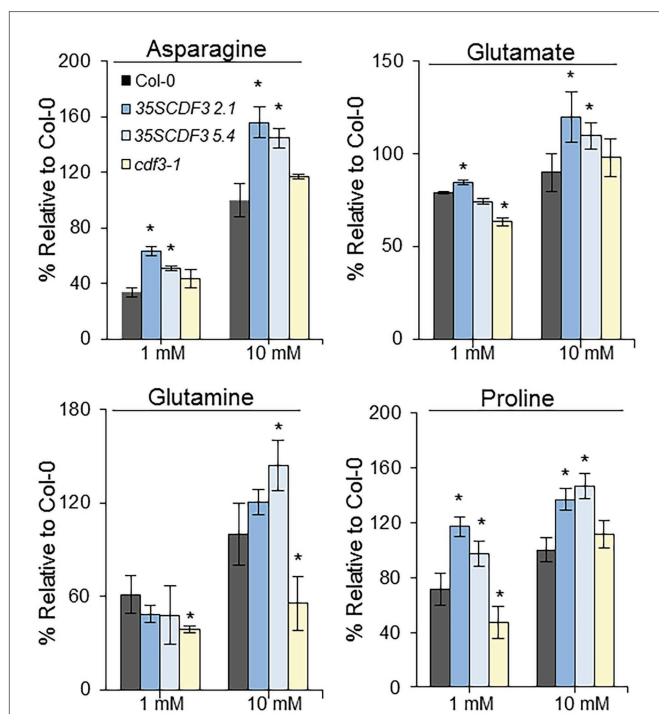 Asparagine
% Relative to Col-0
200
160
120
80
40
0
Col-0
35SCDF3 2.1
35SCDF3 5.4
cdf3-1
* * * *
1 mM 10 mM
Glutamate
% Relative to Col-0
150
100
50
0
* * * *
1 mM 10 mM
Glutamine
% Relative to Col-0
180
120
60
0
* * *
1 mM 10 mM
Proline
% Relative to Col-0
200
160
120
80
40
0
* * * * *
1 mM 10 mM